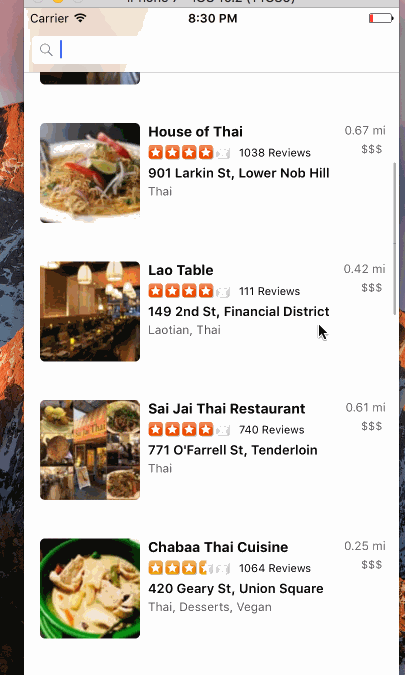 Carrier 8:30 PM
House of Thai 0.67 mi
1038 Reviews $$$
901 Larkin St, Lower Nob Hill
Thai
Lao Table 0.42 mi
111 Reviews $$$
149 2nd St, Financial District
Laotian, Thai
Sai Jai Thai Restaurant 0.61 mi
740 Reviews $$$
771 O'Farrell St, Tenderloin
Thai
Chabaa Thai Cuisine 0.25 mi
1064 Reviews $$$
420 Geary St, Union Square
Thai, Desserts, Vegan